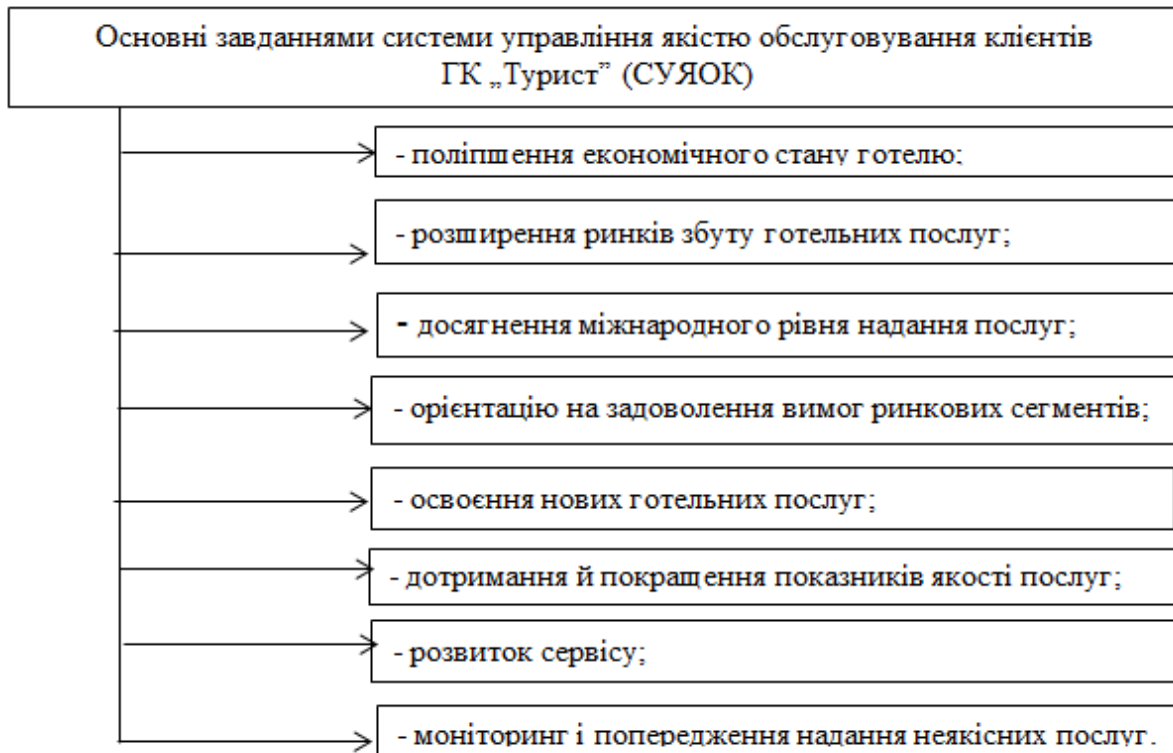 Основні завданнями системи управління якістю обслуговування клієнтів
ГК „Турист” (СУЯОК)
- поліпшення економічного стану готелю;
- розширення ринків збуту готельних послуг;
- досягнення міжнародного рівня надання послуг;
- орієнтацію на задоволення вимог ринкових сегментів;
- освоєння нових готельних послуг;
- дотримання й покращення показників якості послуг;
- розвиток сервісу;
- моніторинг і попередження надання неякісних послуг.